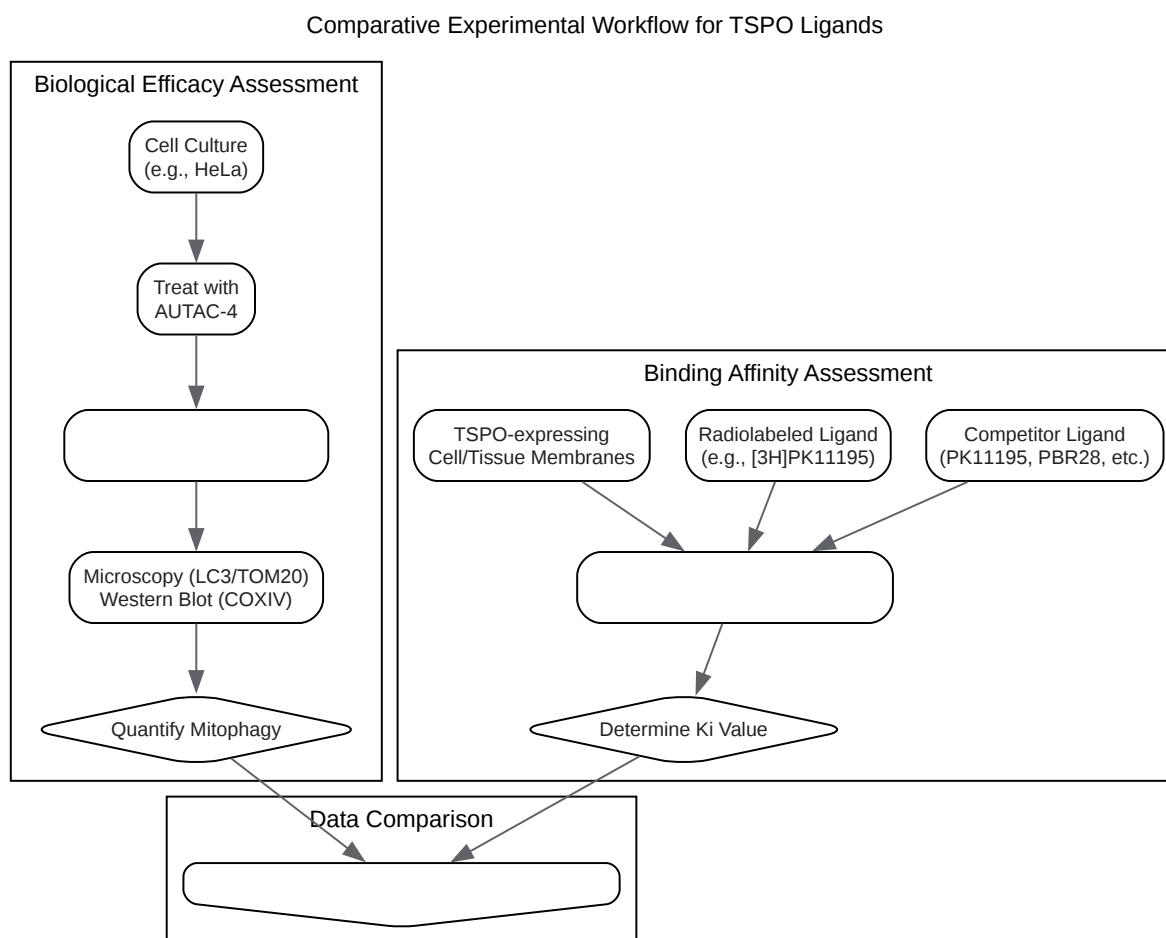 Comparative Experimental Workflow for TSPO Ligands
Biological Efficacy Assessment
Cell Culture
(e.g., HeLa)
Treat with
AUTAC-4
Microscopy (LC3/TOM20)
Western Blot (COXIV)
Quantify Mitophagy
Binding Affinity Assessment
TSPO-expressing
Cell/Tissue Membranes
Radiolabeled Ligand
(e.g., [3H]PK11195)
Competitor Ligand
(PK11195, PBR28, etc.)
Determine Ki Value
Data Comparison